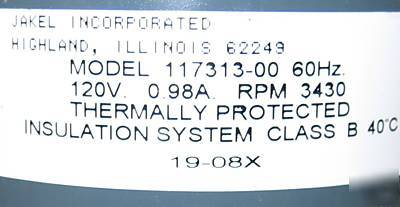 JAKEL INCORPORATED
HIGHLAND, ILLINOIS 62249
MODEL 117313-00 60Hz.
120V. 0.98A. RPM 3430
THERMALLY PROTECTED
INSULATION SYSTEM CLASS B 40°C
19-08X